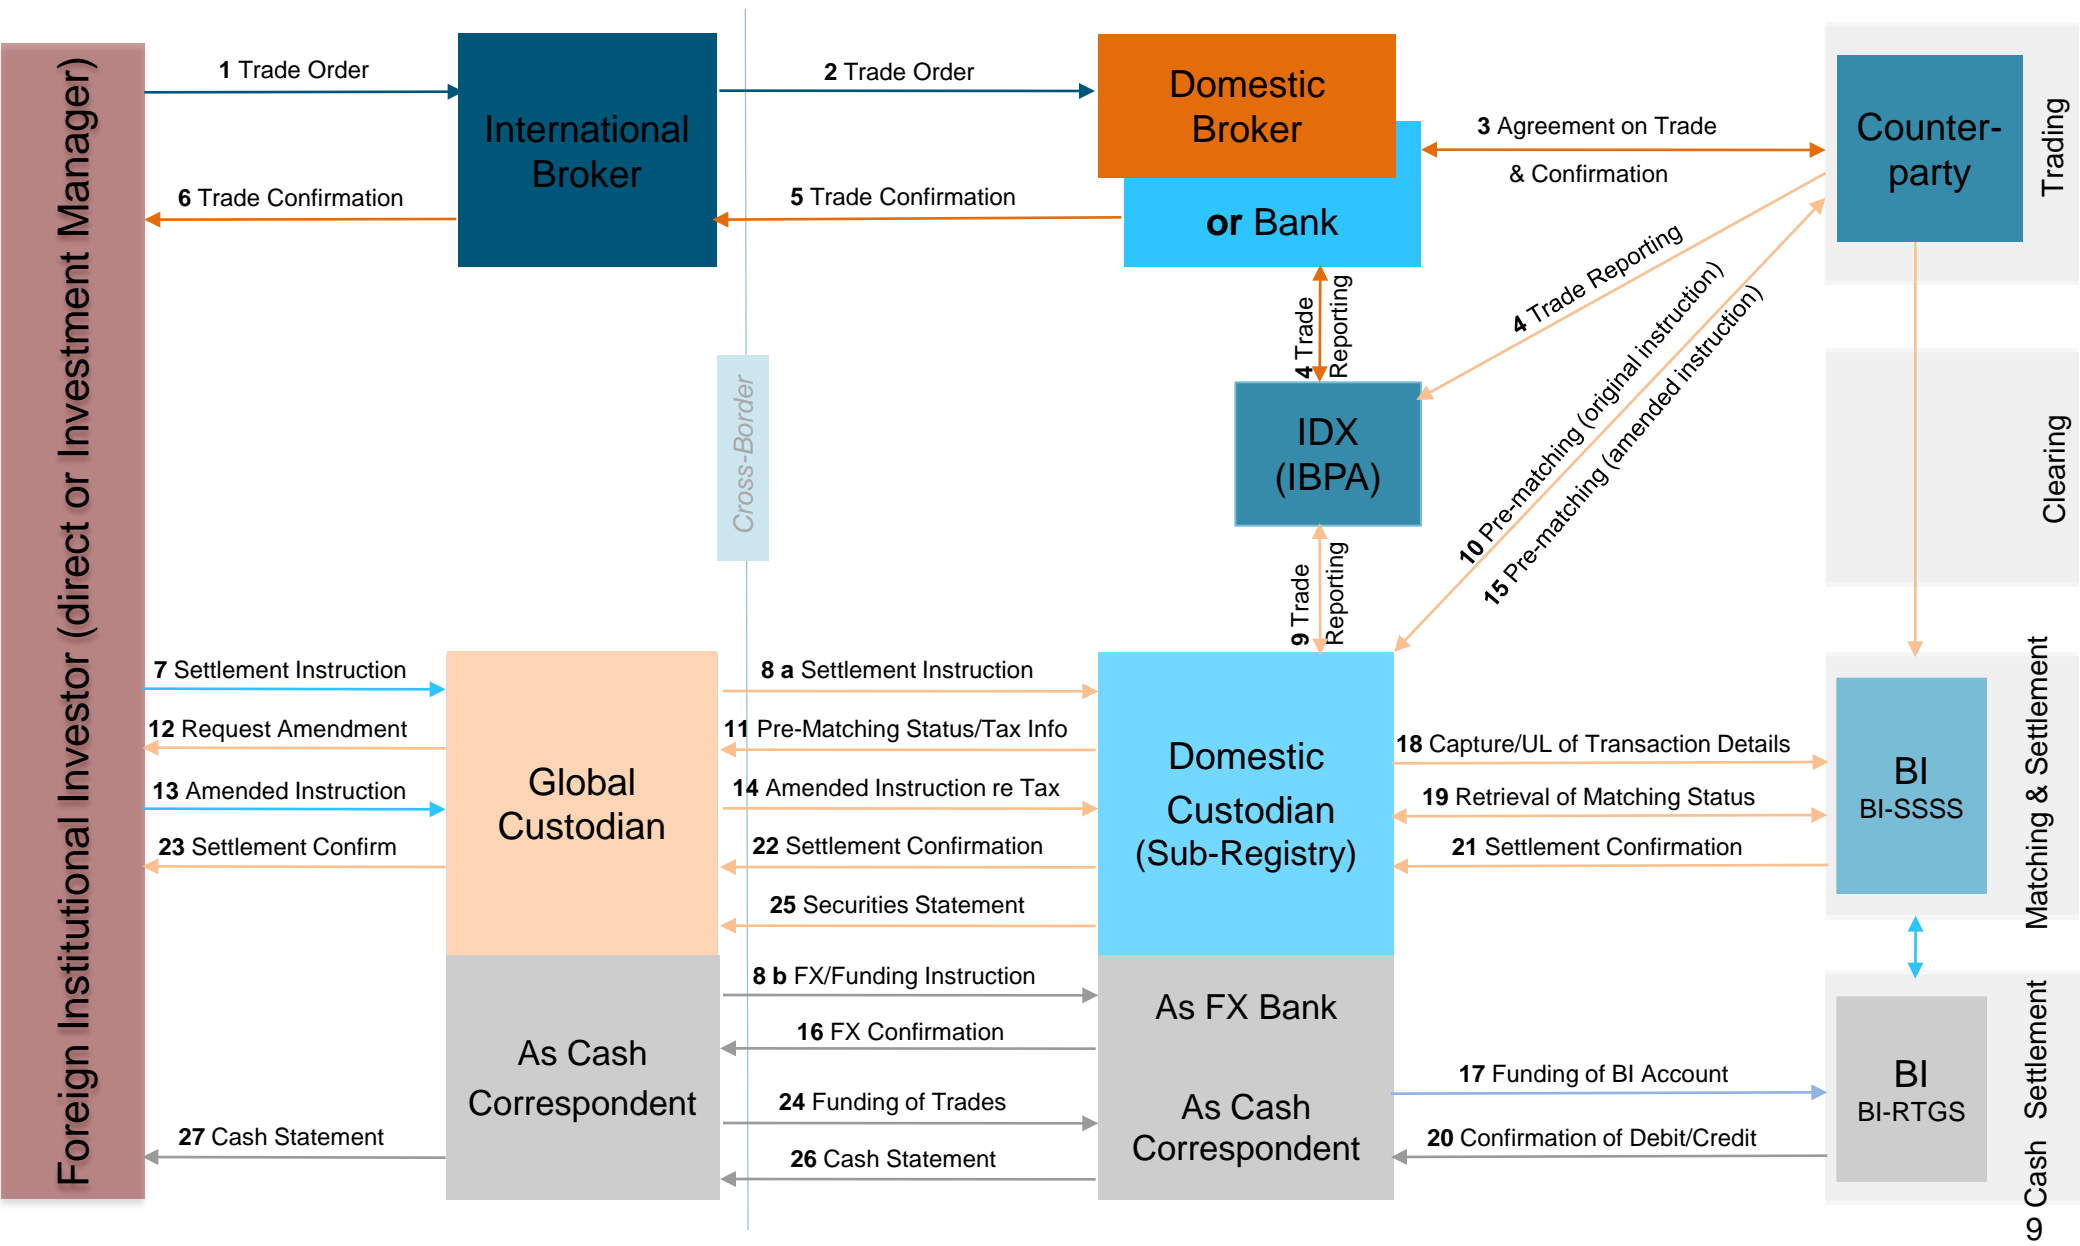 Foreign Institutional Investor (direct or Investment Manager)
1 Trade Order
International
Broker
2 Trade Order
Domestic
Broker
or Bank
3 Agreement on Trade
& Confirmation
Counter-
party
Trading
6 Trade Confirmation
5 Trade Confirmation
4 Trade
Reporting
4 Trade Reporting
10 Pre-matching (original instruction)
15 Pre-matching (amended instruction)
Cross-Border
IDX
(IBPA)
Clearing
9 Trade
Reporting
7 Settlement Instruction
12 Request Amendment
13 Amended Instruction
23 Settlement Confirm
Global
Custodian
8 a Settlement Instruction
11 Pre-Matching Status/Tax Info
14 Amended Instruction re Tax
22 Settlement Confirmation
25 Securities Statement
Domestic
Custodian
(Sub-Registry)
18 Capture/UL of Transaction Details
19 Retrieval of Matching Status
21 Settlement Confirmation
BI
BI-SSSS
Matching & Settlement
As Cash
Correspondent
8 b FX/Funding Instruction
16 FX Confirmation
24 Funding of Trades
26 Cash Statement
27 Cash Statement
As FX Bank
As Cash
Correspondent
17 Funding of BI Account
20 Confirmation of Debit/Credit
BI
BI-RTGS
Cash Settlement
9